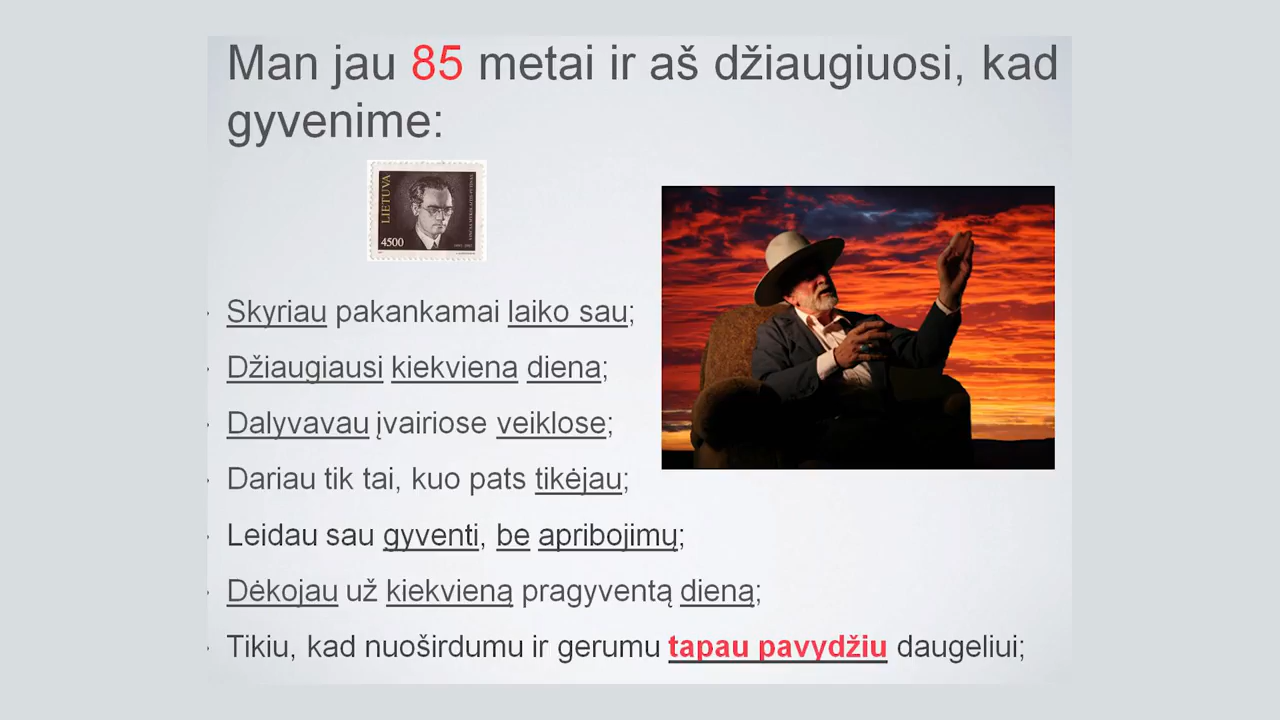 Man jau 85 metai ir aš džiaugiuosi, kad
gyvenime:
LIETUVA
4500
Skyriau pakankamai laiko sau;
Džiaugiausi kiekviena diena;
Dalyvavau įvairiose veiklose;
Dariau tik tai, kuo pats tikėjau;
Leidau sau gyventi, be apribojimų;
Dėkojau už kiekvieną pragyventą dieną;
Tikiu, kad nuoširdumu ir gerumu tapau pavydžiu daugeliui;